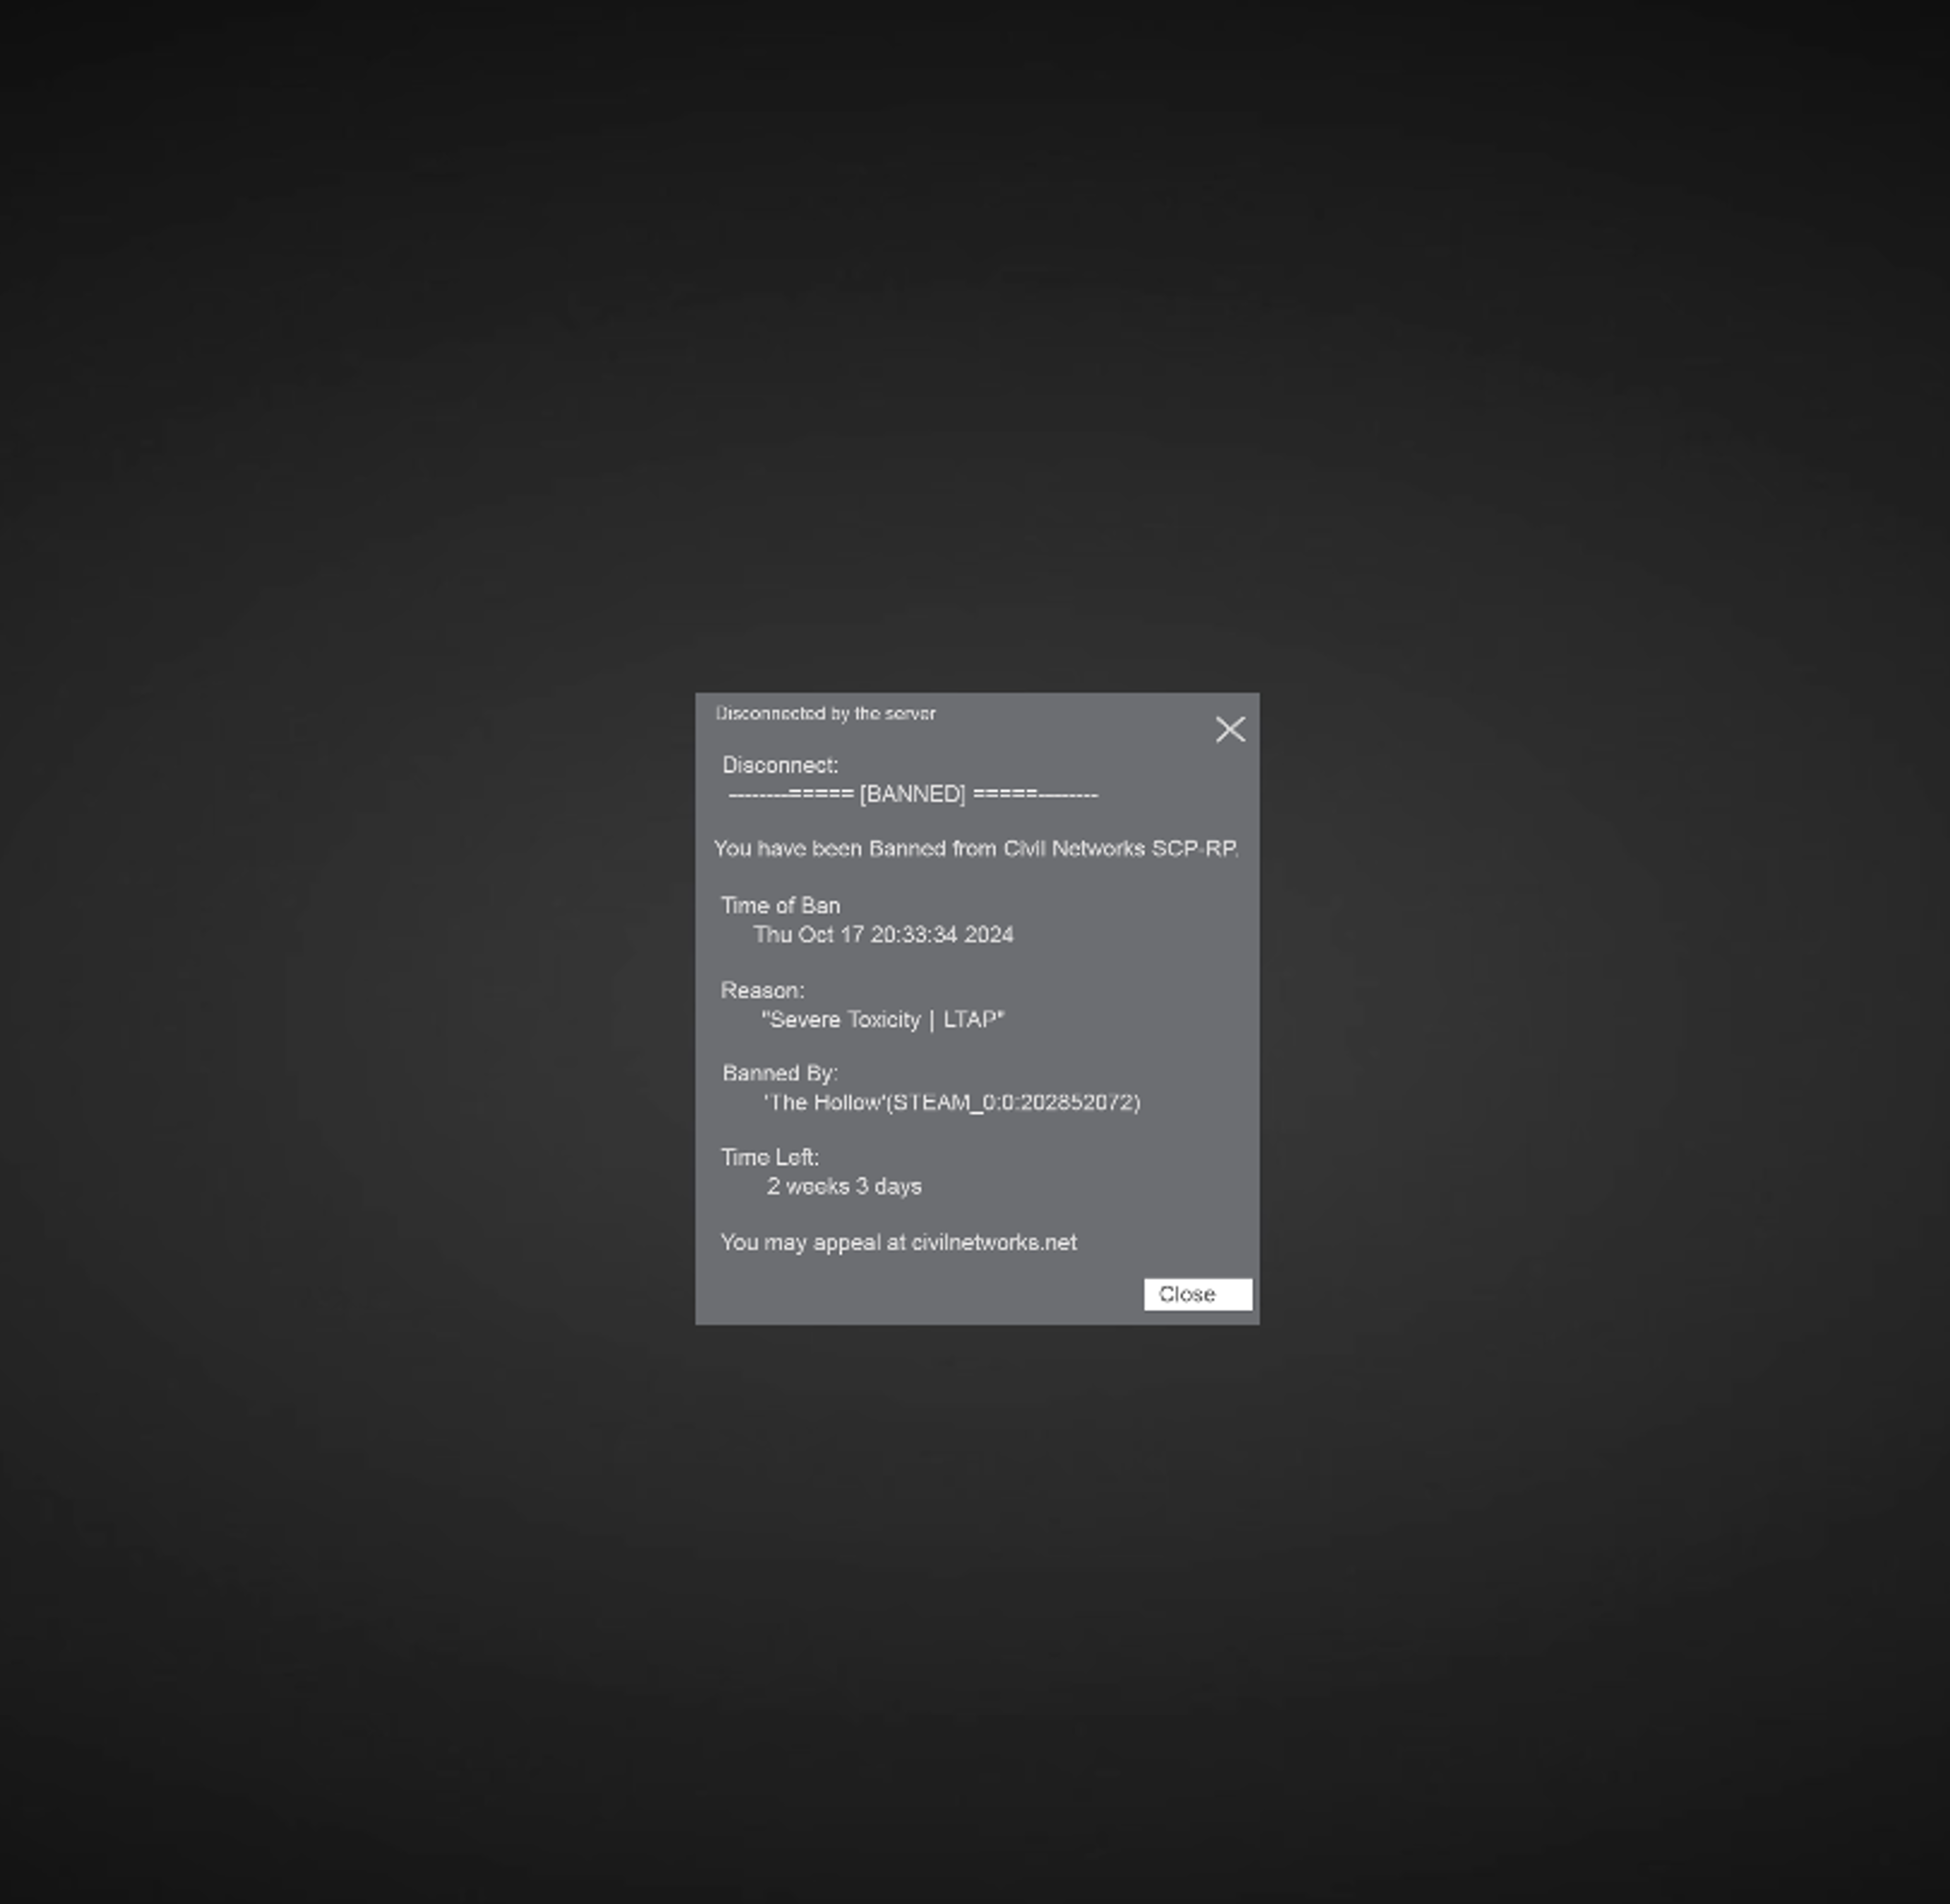 Disconnected by the server
Disconnect:
--------===== [BANNED] =====--------
You have been Banned from Civil Networks SCP-RP.
Time of Ban
Thu Oct 17 20:33:34 2024
Reason:
"Severe Toxicity | LTAP"
Banned By:
'The Hollow'(STEAM_0:0:202852072)
Time Left:
2 weeks 3 days
You may appeal at civilnetworks.net
Close